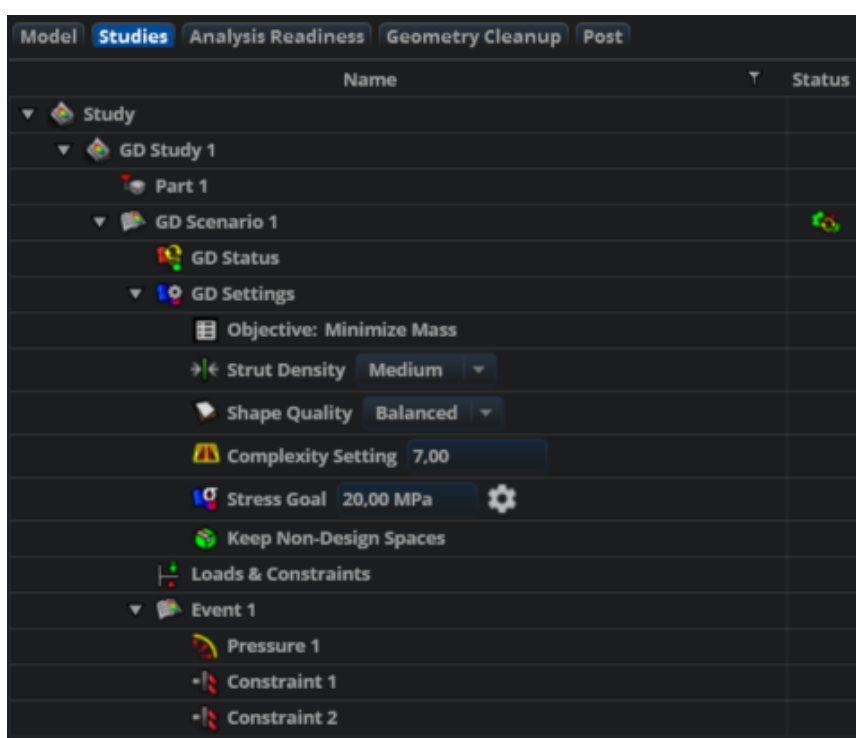 Model Studies Analysis Readiness Geometry Cleanup Post
Name Status
Study
GD Study 1
Part 1
GD Scenario 1
GD Status
GD Settings
Objective: Minimize Mass
Strut Density Medium
Shape Quality Balanced
Complexity Setting 7,00
Stress Goal 20,00 MPa
Keep Non-Design Spaces
Loads & Constraints
Event 1
Pressure 1
Constraint 1
Constraint 2